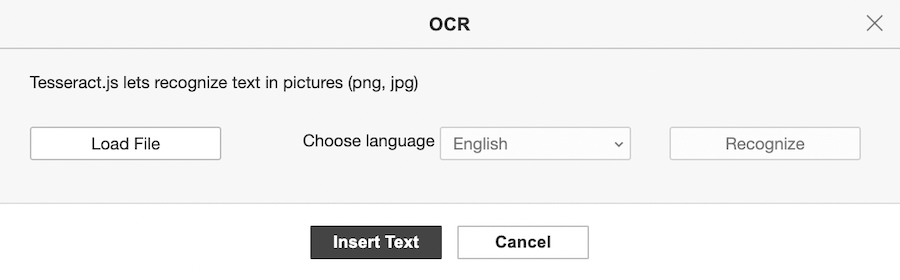 OCR
Tesseract.js lets recognize text in pictures (png, jpg)
Load File Choose language English Recognize
Insert Text Cancel